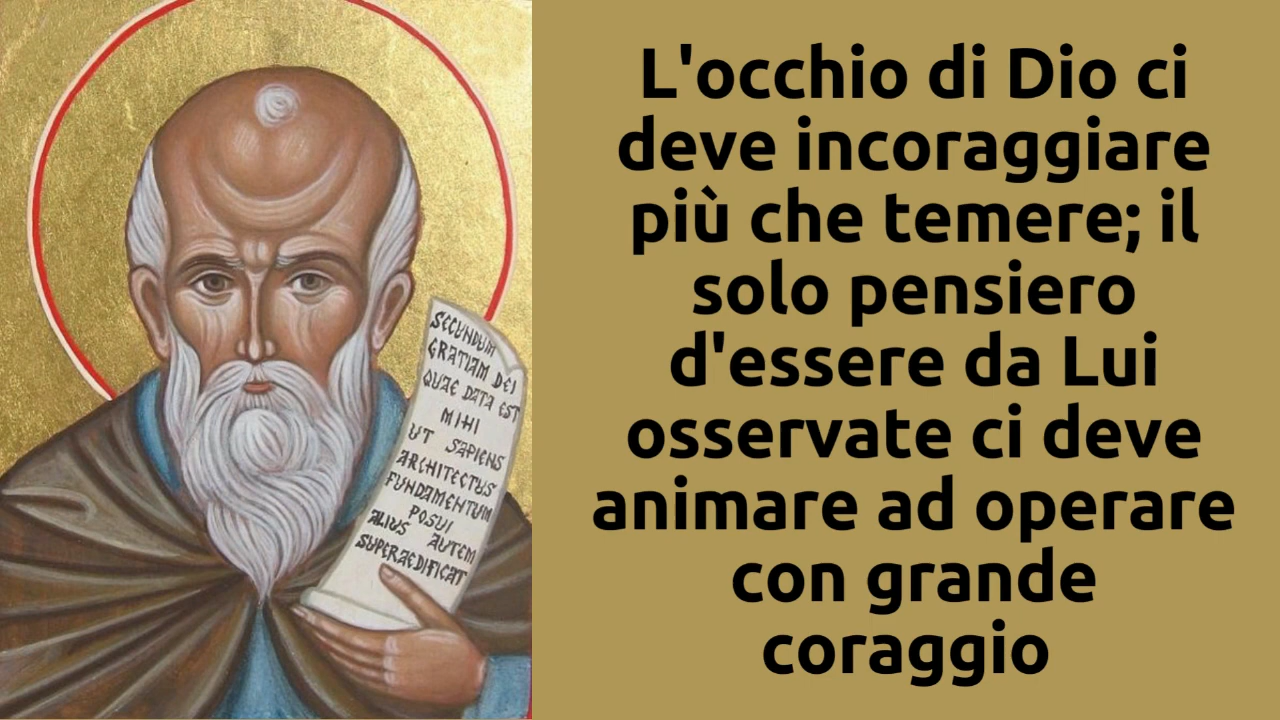 SECUNDUM
GRATIAM DEI
QUAE DATA EST
MIHI
UT SAPIENS
ARCHITECTUS
FUNDAMENTUM
POSUI
ALIUS AUTEM
SUPERAEDIFICAT
L'occhio di Dio ci
deve incoraggiare
più che temere; il
solo pensiero
d'essere da Lui
osservate ci deve
animare ad operare
con grande
coraggio